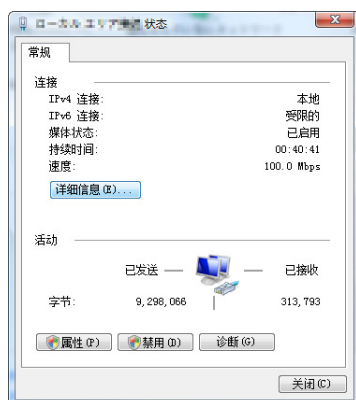 ローカル エリア接続 状态
常规
连接
IPv4 连接: 本地
IPv6 连接: 受限的
媒体状态: 已启用
持续时间: 00:40:41
速度: 100.0 Mbps
详细信息(E)...
活动
已发送 — — 已接收
字节: 9,298,066 | 313,793
属性(P) 禁用(D) 诊断(G)
关闭(C)